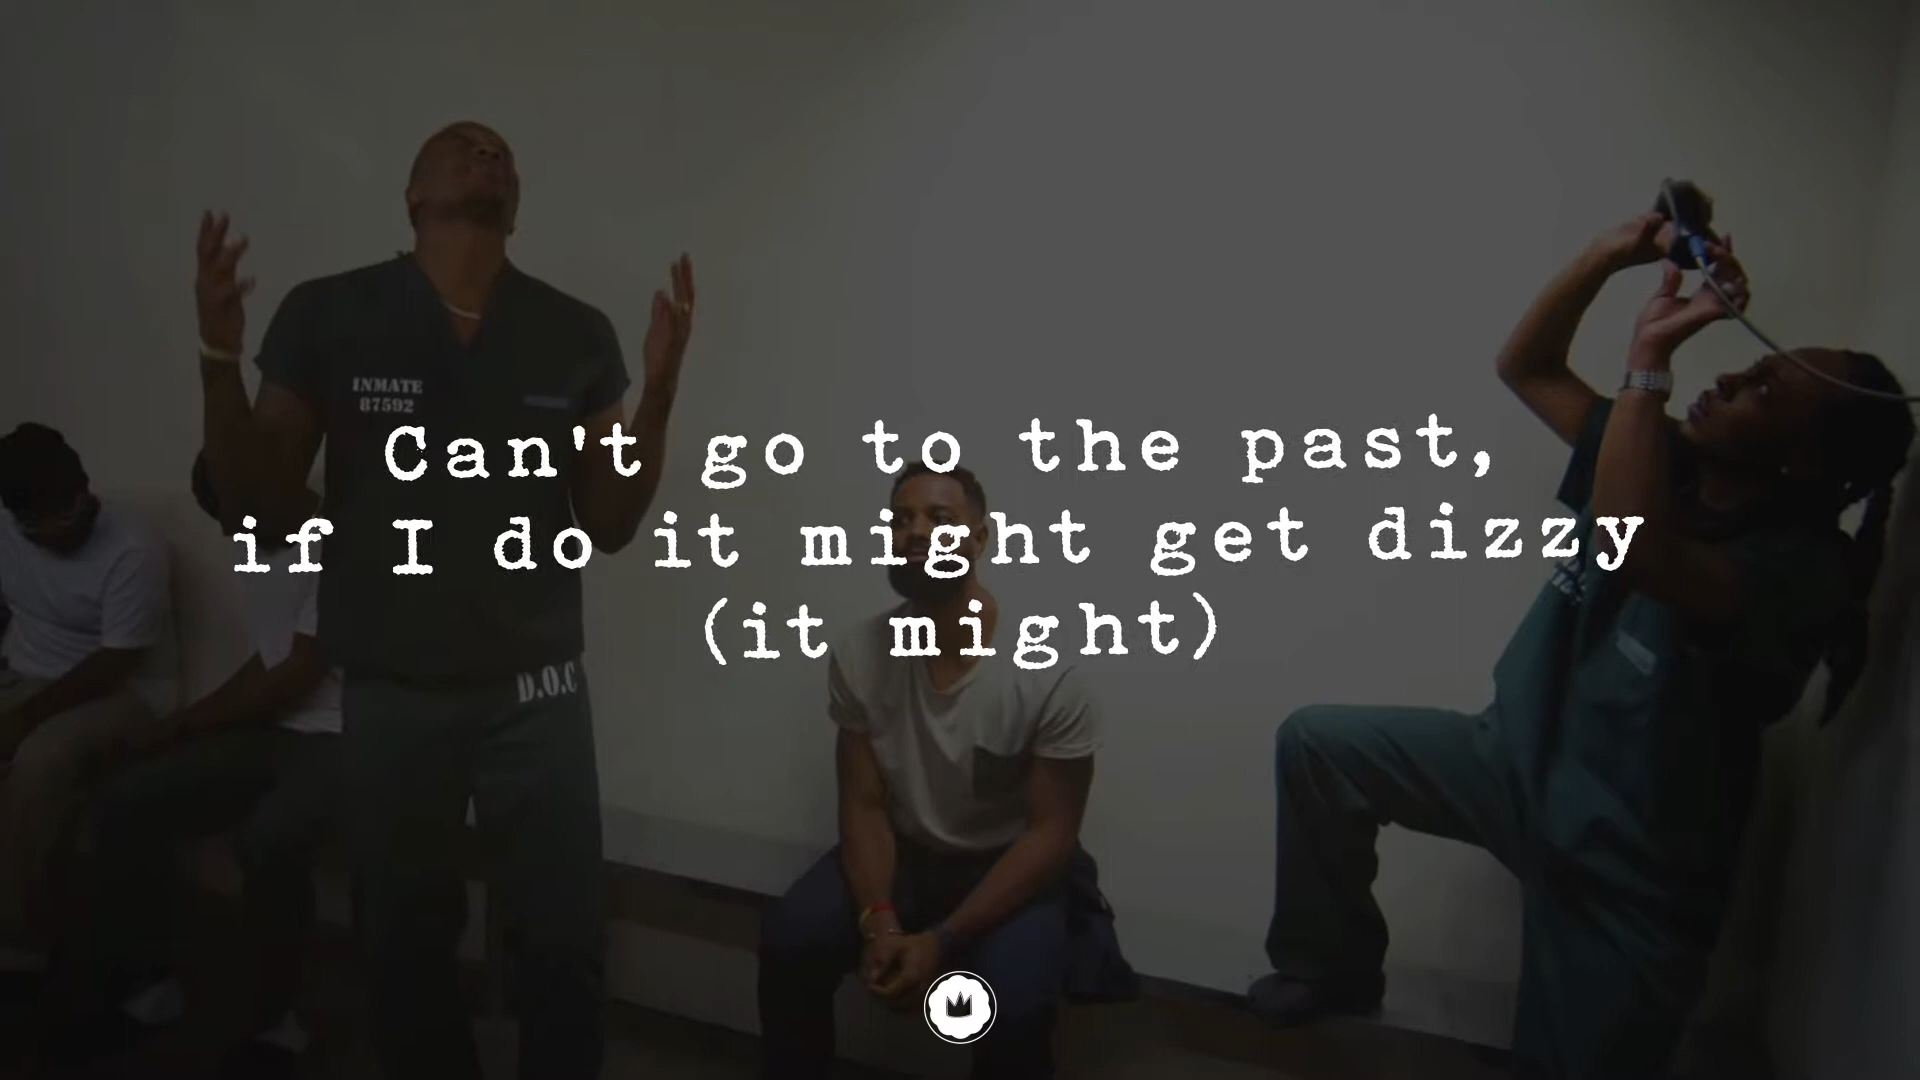 INMATE
87592
Can't go to the past,
if I do it might get dizzy
(it might)
D.O.C